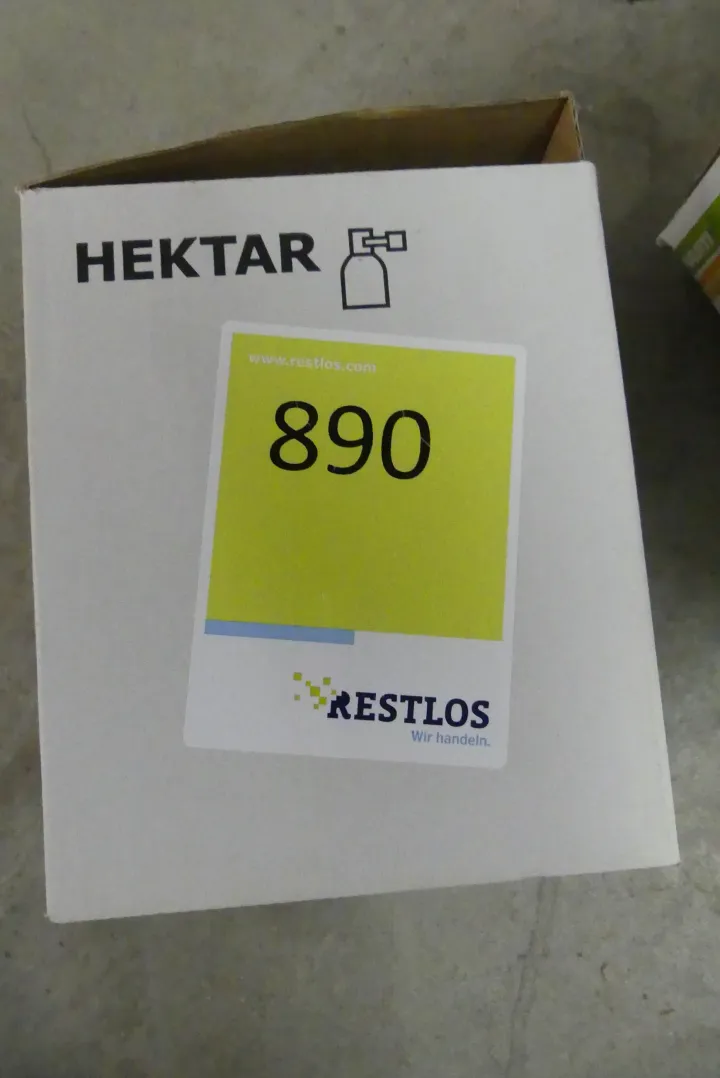 HEKTAR
www.restlos.com
890
RESTLOS
Wir handeln.